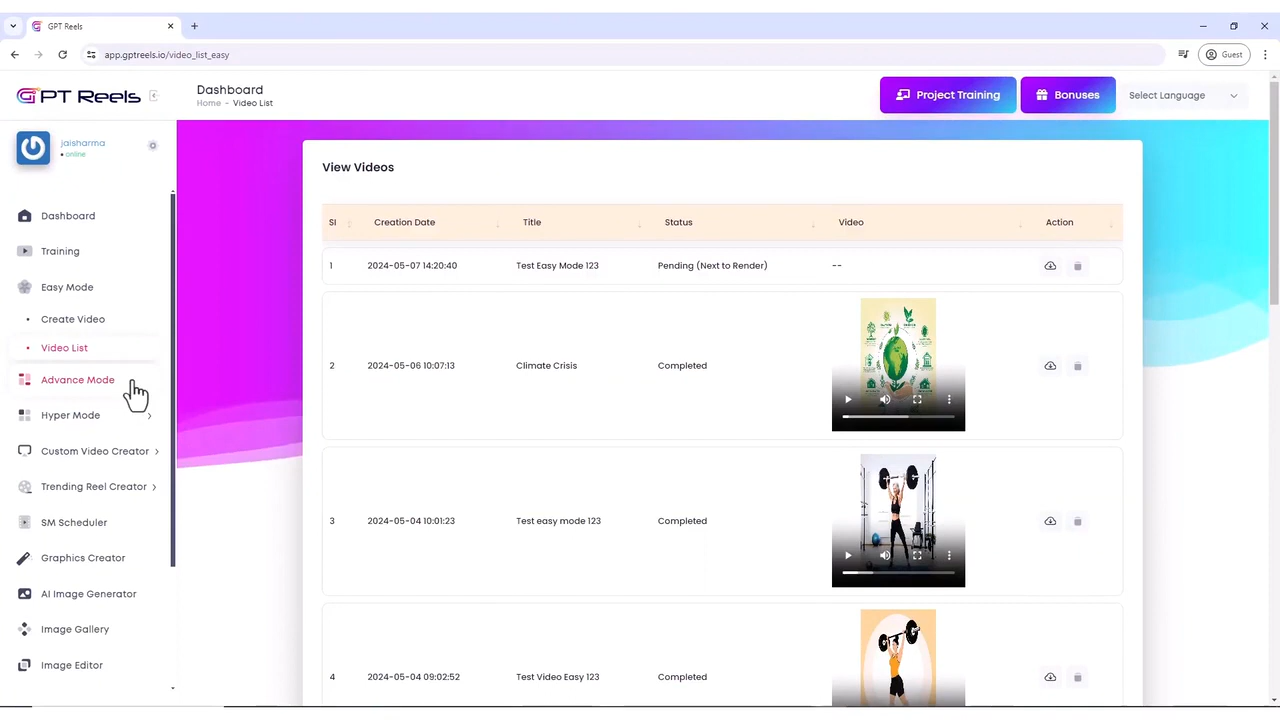 GPT Reels
app.gptreels.io/video_list_easy
Guest
GPT Reels
Dashboard
Home - Video List
Project Training
Bonuses
Select Language
jaisharma
online
Dashboard
Training
Easy Mode
Create Video
Video List
Advance Mode
Hyper Mode
Custom Video Creator
Trending Reel Creator
SM Scheduler
Graphics Creator
AI Image Generator
Image Gallery
Image Editor
View Videos
Sl Creation Date Title Status Video Action
1 2024-05-07 14:20:40 Test Easy Mode 123 Pending (Next to Render) --
2 2024-05-06 10:07:13 Climate Crisis Completed
3 2024-05-04 10:01:23 Test easy mode 123 Completed
4 2024-05-04 09:02:52 Test Video Easy 123 Completed